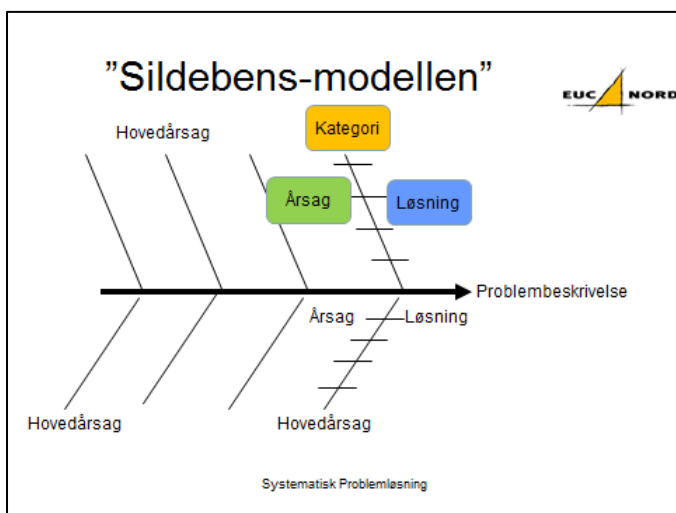 ”Sildebens-modellen”
EUC NORD
Hovedårsag
Kategori
Årsag
Løsning
Problembeskrivelse
Årsag
Løsning
Hovedårsag
Hovedårsag
Systematisk Problemløsning